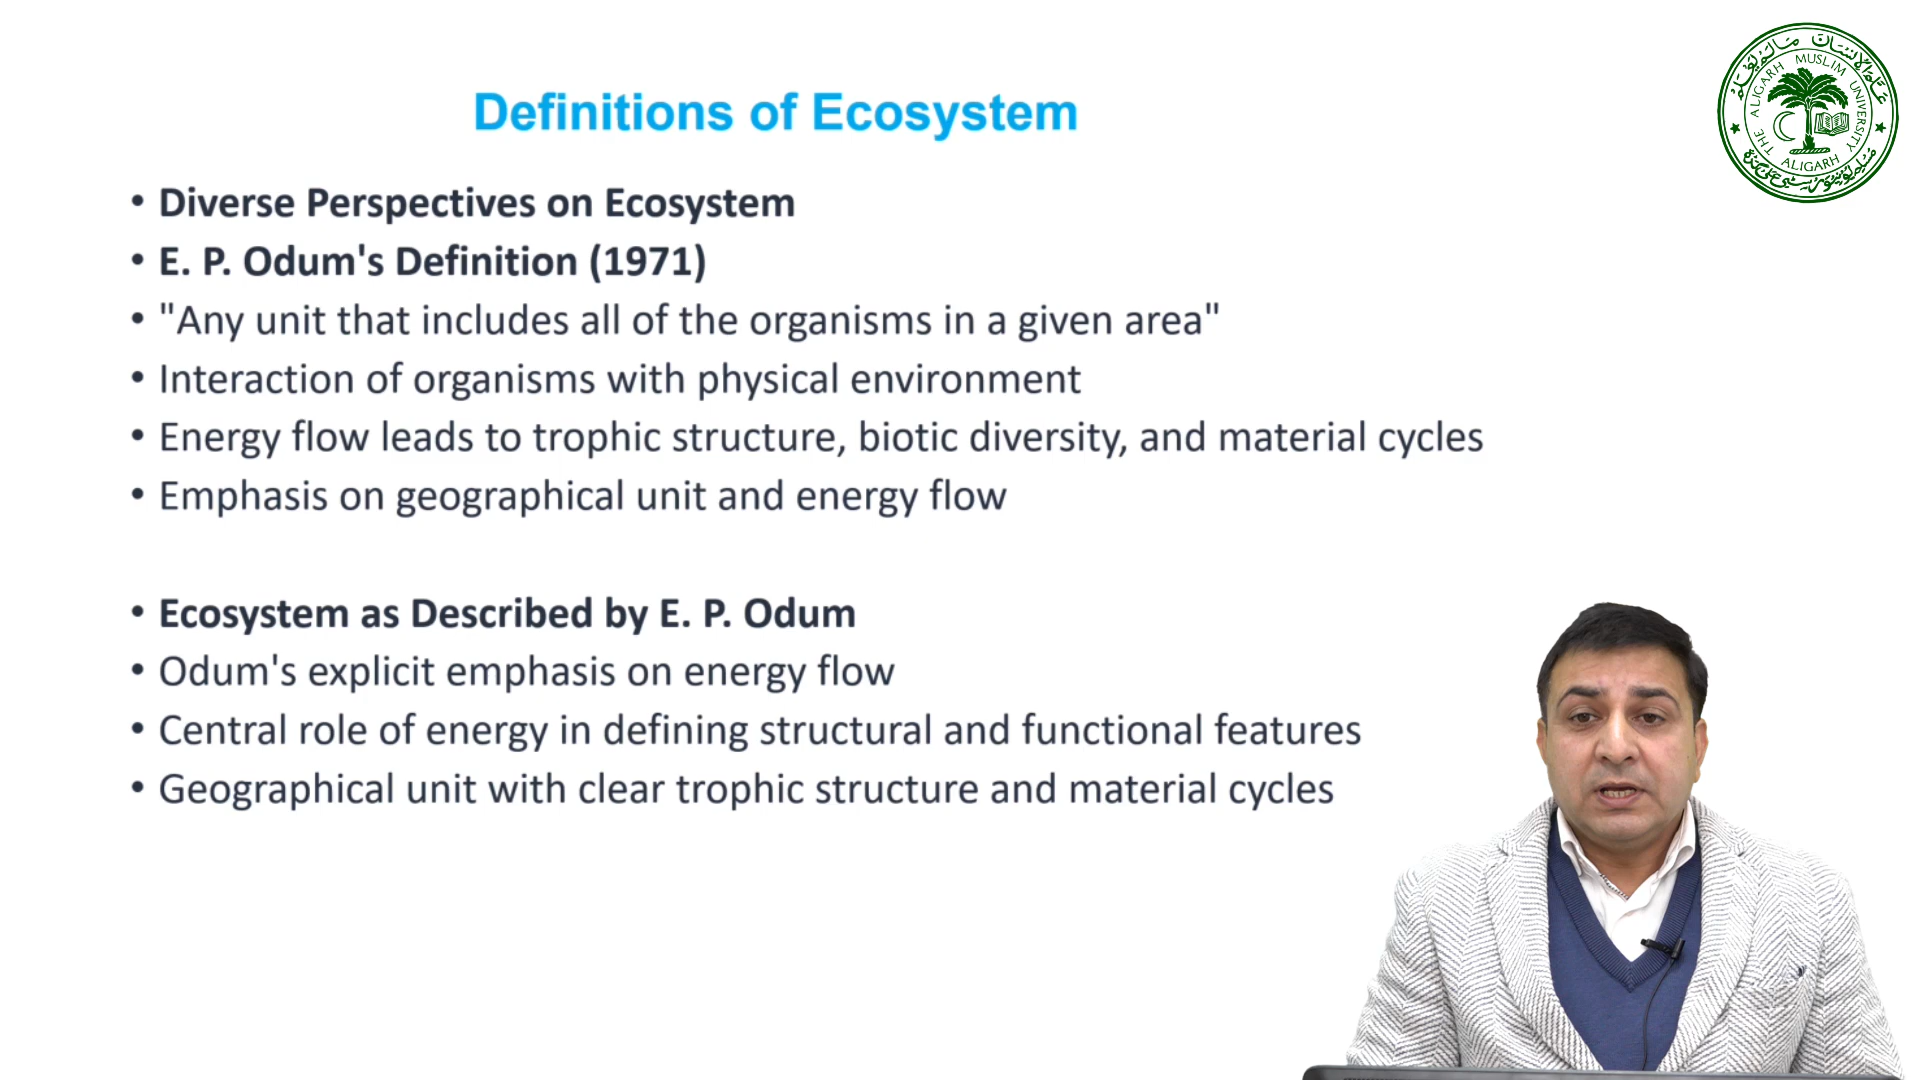 Definitions of Ecosystem
• Diverse Perspectives on Ecosystem
• E. P. Odum's Definition (1971)
• "Any unit that includes all of the organisms in a given area"
• Interaction of organisms with physical environment
• Energy flow leads to trophic structure, biotic diversity, and material cycles
• Emphasis on geographical unit and energy flow
• Ecosystem as Described by E. P. Odum
• Odum's explicit emphasis on energy flow
• Central role of energy in defining structural and functional features
• Geographical unit with clear trophic structure and material cycles
THE ALIGARH MUSLIM UNIVERSITY
ALIGARH